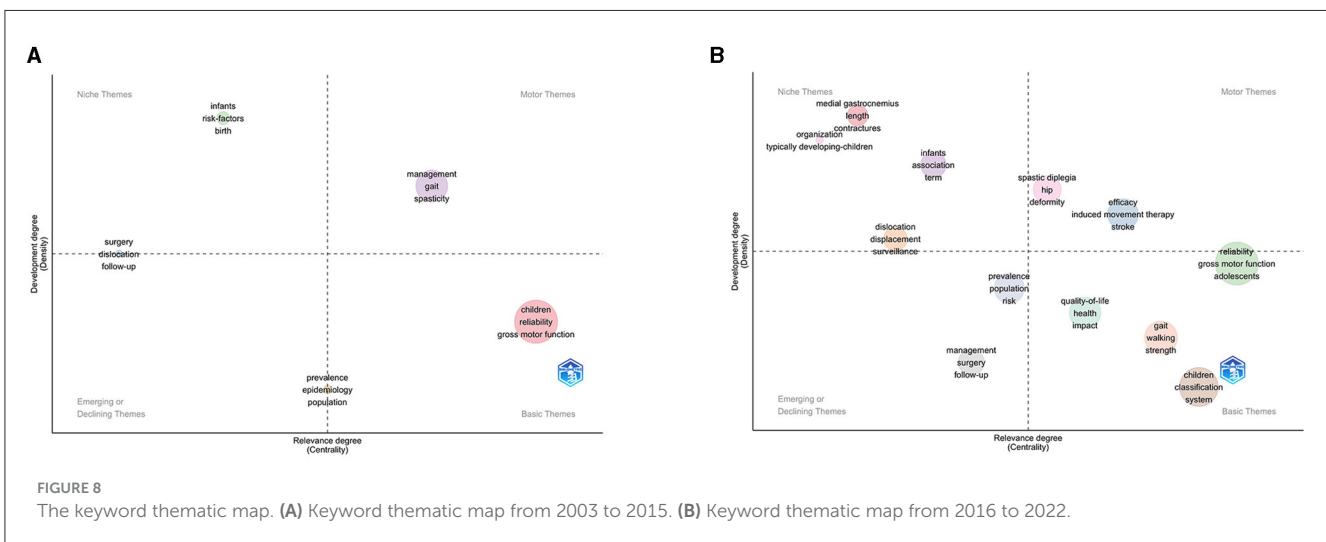 A
Niche Themes
Motor Themes
infants
risk-factors
birth
management
gait
spasticity
surgery
dislocation
follow-up
children
reliability
gross motor function
prevalence
epidemiology
population
Emerging or
Declining Themes
Basic Themes
Development degree
(Density)
Relevance degree
(Centrality)
B
Niche Themes
Motor Themes
medial gastrocnemius
length
contractures
organization
typically developing-children
infants
association
term
spastic diplegia
hip
deformity
efficacy
induced movement therapy
stroke
dislocation
displacement
surveillance
reliability
gross motor function
adolescents
prevalence
population
risk
quality-of-life
health
impact
gait
walking
strength
management
surgery
follow-up
children
classification
system
Emerging or
Declining Themes
Basic Themes
Development degree
(Density)
Relevance degree
(Centrality)
FIGURE 8
The keyword thematic map. (A) Keyword thematic map from 2003 to 2015. (B) Keyword thematic map from 2016 to 2022.